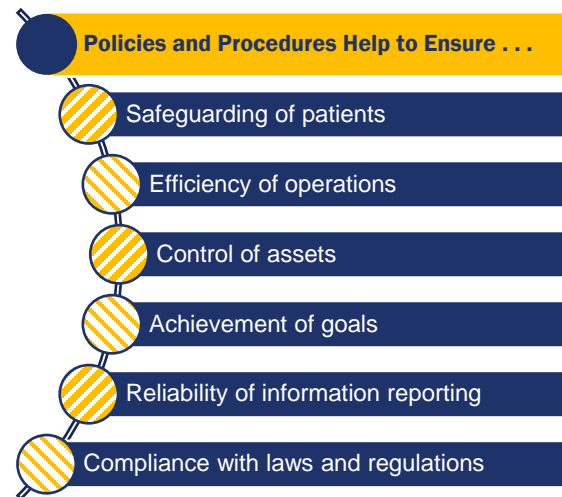 Policies and Procedures Help to Ensure . . .
Safeguarding of patients
Efficiency of operations
Control of assets
Achievement of goals
Reliability of information reporting
Compliance with laws and regulations